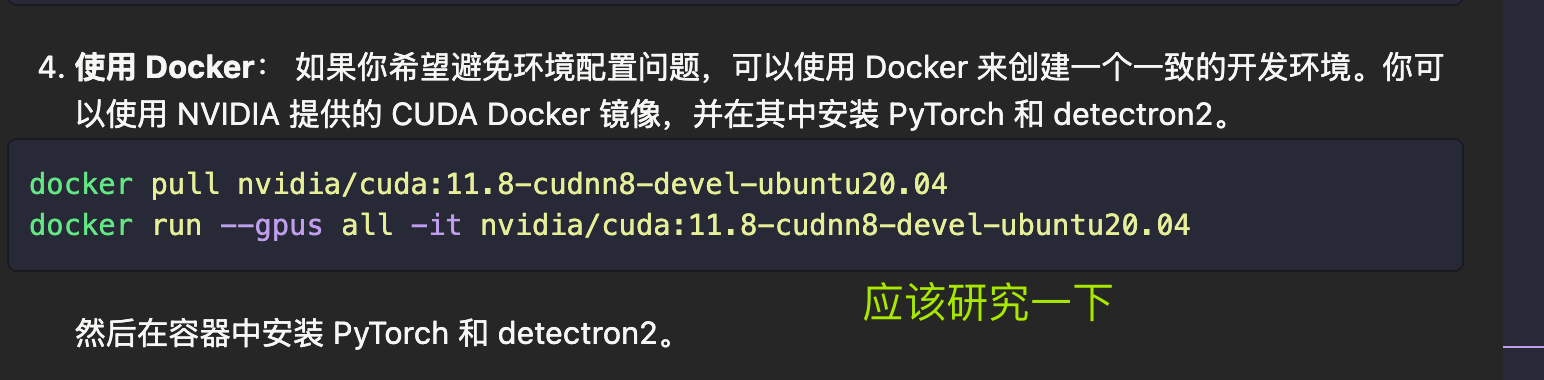 4. 使用 Docker： 如果你希望避免环境配置问题，可以使用 Docker 来创建一个一致的开发环境。你可
以使用 NVIDIA 提供的 CUDA Docker 镜像，并在其中安装 PyTorch 和 detectron2。
docker pull nvidia/cuda:11.8-cudnn8-devel-ubuntu20.04
docker run --gpus all -it nvidia/cuda:11.8-cudnn8-devel-ubuntu20.04
应该研究一下
然后在容器中安装 PyTorch 和 detectron2。